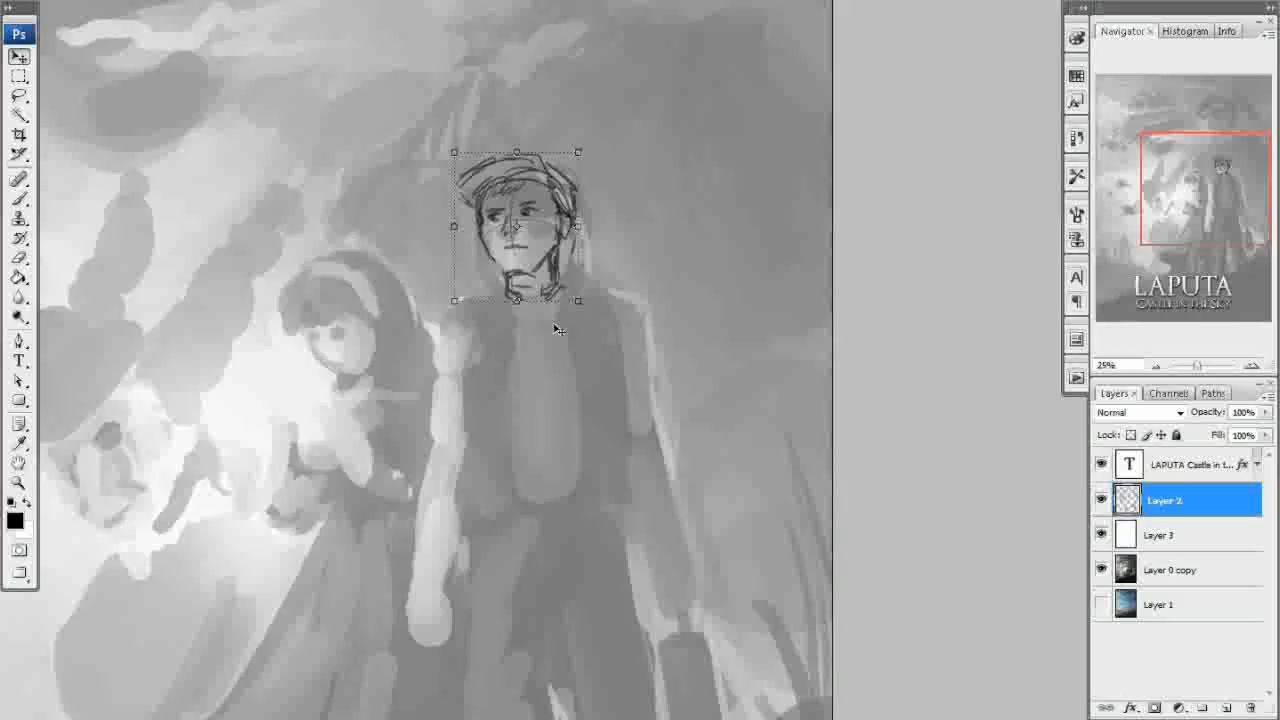 Ps
Navigator × Histogram Info
LAPUTA
CASTLE IN THE SKY
25%
Layers × Channels Paths
Normal Opacity: 100%
Lock: Fill: 100%
T LAPUTA Castle in t... fx
Layer 2
Layer 3
Layer 0 copy
Layer 1